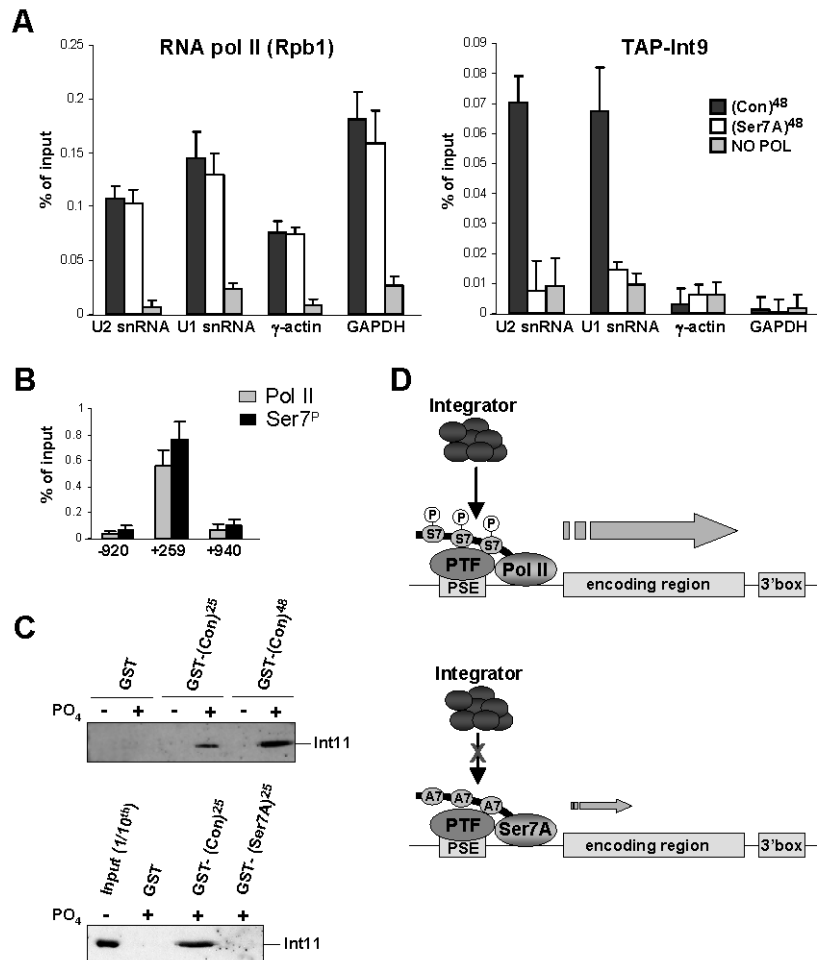 A
RNA pol II (Rpb1)
% of input
0.25
0.2
0.15
0.1
0.05
0
U2 snRNA
U1 snRNA
γ-actin
GAPDH
TAP-Int9
% of input
0.09
0.08
0.07
0.06
0.05
0.04
0.03
0.02
0.01
0
(Con)48
(Ser7A)48
NO POL
U2 snRNA
U1 snRNA
γ-actin
GAPDH
B
Pol II
Ser7P
% of input
1
0.8
0.6
0.4
0.2
0
-920
+259
+940
C
GST
GST-(Con)25
GST-(Con)48
PO4 - + - + - +
Int11
Input (1/10th)
GST
GST- (Con)25
GST- (Ser7A)25
PO4 - + + +
Int11
D
Integrator
P P P
S7 S7 S7
PTF
Pol II
PSE
encoding region
3'box
Integrator
X
A7 A7 A7
PTF
Ser7A
PSE
encoding region
3'box